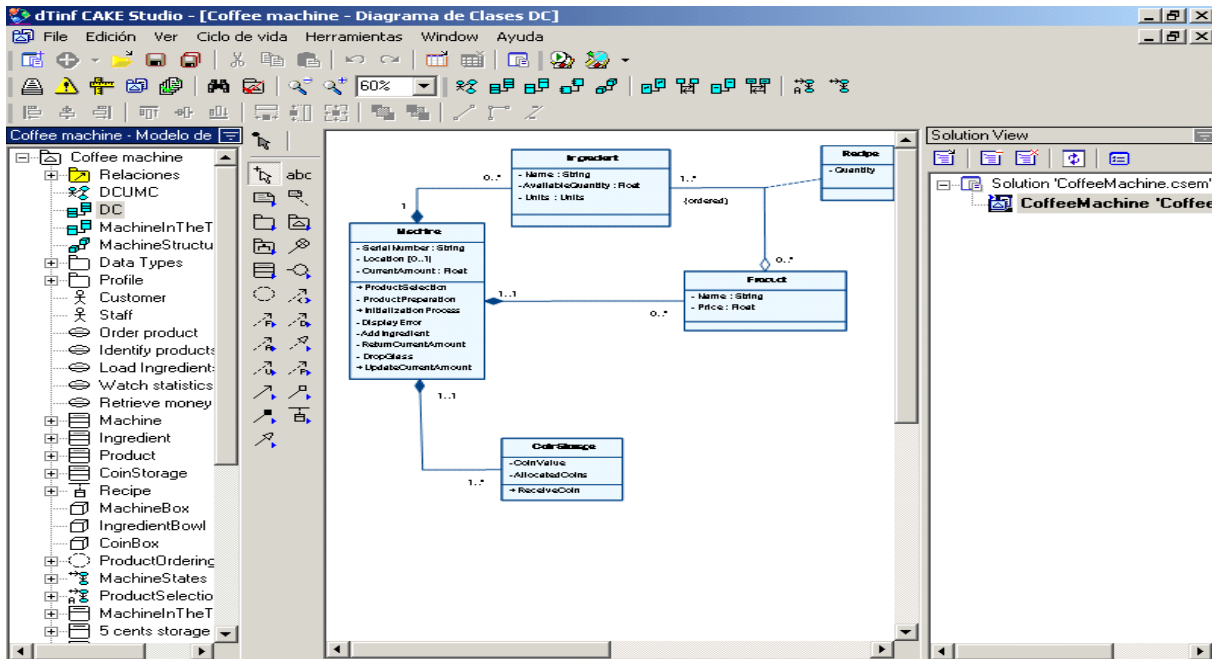 dTinf CAKE Studio - [Coffee machine - Diagrama de Clases DC]
File Edición Ver Ciclo de vida Herramientas Window Ayuda
60%
Coffee machine - Modelo de
Coffee machine
Relaciones
DCUMC
DC
MachineInTheT
MachineStructu
Data Types
Profile
Customer
Staff
Order product
Identify products
Load Ingredient
Watch statistics
Retrieve money
Machine
Ingredient
Product
CoinStorage
Recipe
MachineBox
IngredientBowl
CoinBox
ProductOrdering
MachineStates
ProductSelectio
MachineInTheT
5 cents storage
abc
Ingredient
- Name : String
- AvailableQuantity : Float
- Units : Units
Recipe
- Quantity
0..*
1..*
{ordered}
1
Machine
- SerialNumber : String
- Location [0..1]
- CurrentAmount : Float
+ ProductSelection
- ProductPreparation
+ Initialization Process
- Display Error
- Add Ingredient
- ReturnCurrentAmount
- DropGlass
+ UpdateCurrentAmount
1..1
0..*
0..*
Product
- Name : String
- Price : Float
1..1
1..*
CoinStorage
- CoinValue
- AllocatedCoins
+ ReceiveCoin
Solution View
Solution 'CoffeeMachine.csem'
CoffeeMachine 'Coffee